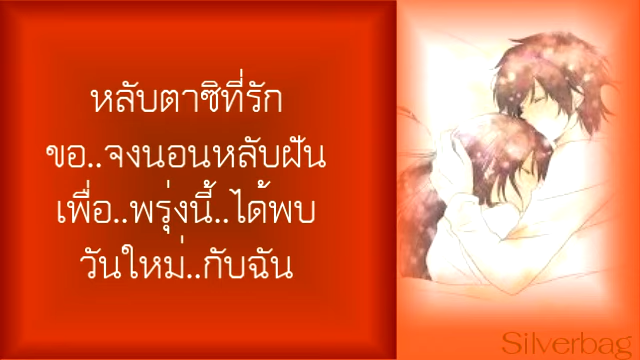 หลับตาซิที่รัก
ขอ..จงนอนหลับฝัน
เพื่อ..พรุ่งนี้..ได้พบ
วันใหม่..กับฉัน
Silverbag